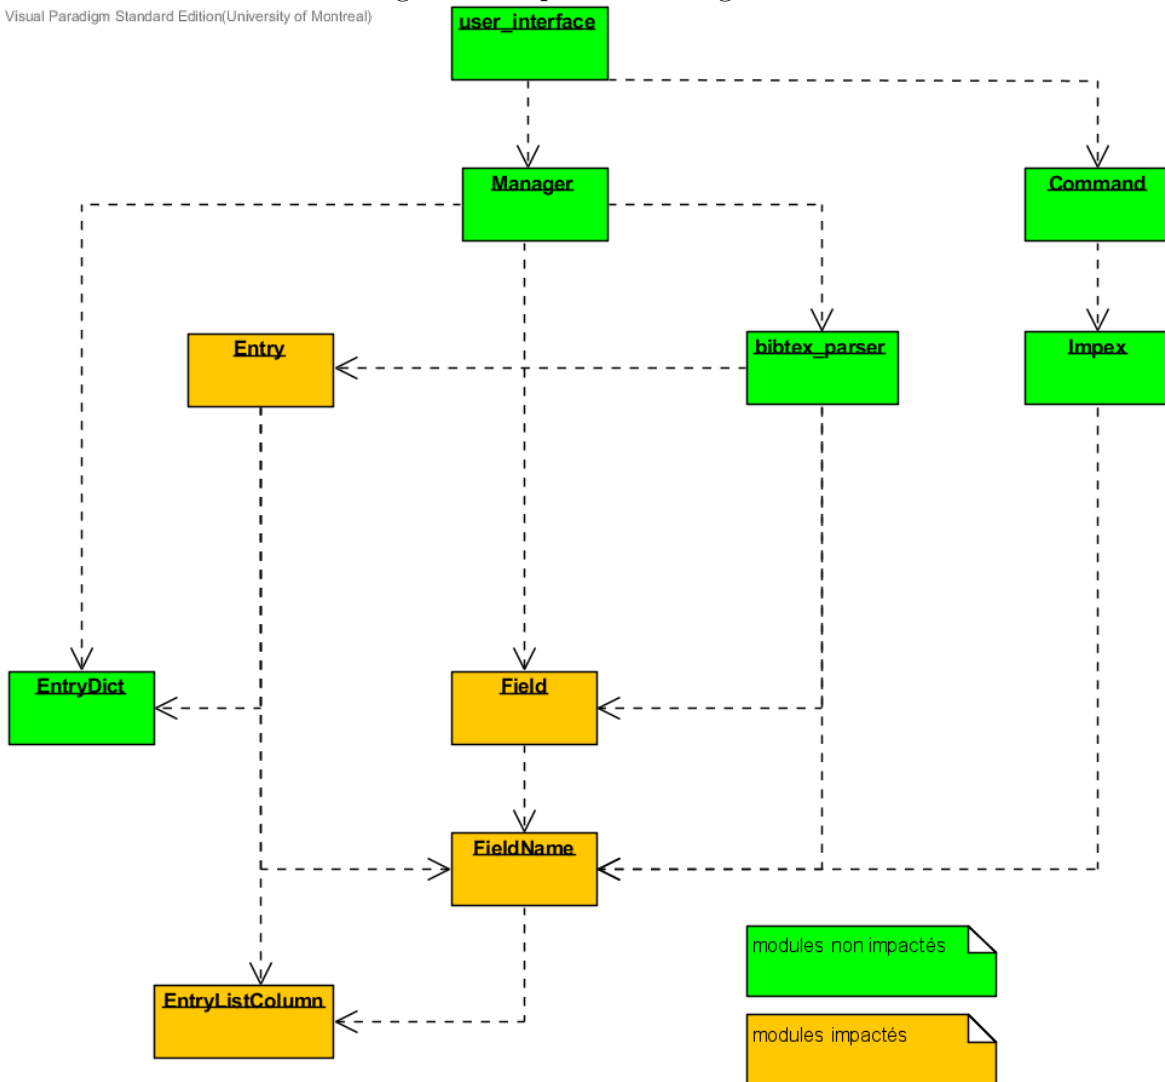 Visual Paradigm Standard Edition(University of Montreal)
user_interface
Manager
Command
Entry
bibtex_parser
Impex
EntryDict
Field
FieldName
modules non impactés
EntryListColumn
modules impactés